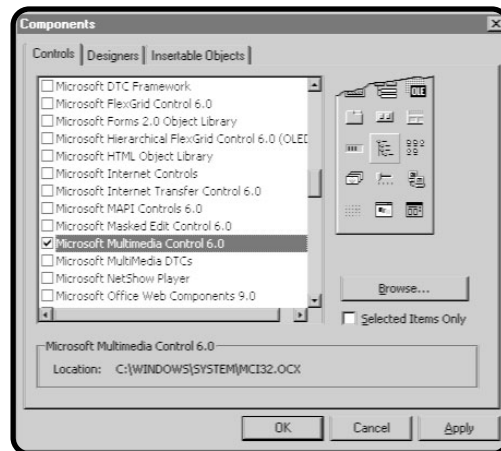 Components
Controls Designers Insertable Objects
Microsoft DTC Framework
Microsoft FlexGrid Control 6.0
Microsoft Forms 2.0 Object Library
Microsoft Hierarchical FlexGrid Control 6.0 (OLED
Microsoft HTML Object Library
Microsoft Internet Controls
Microsoft Internet Transfer Control 6.0
Microsoft MAPI Controls 6.0
Microsoft Masked Edit Control 6.0
Microsoft Multimedia Control 6.0
Microsoft MultiMedia DTCs
Microsoft NetShow Player
Microsoft Office Web Components 9.0
OLE
Browse...
Selected Items Only
Microsoft Multimedia Control 6.0
Location: C:\WINDOWS\SYSTEM\MCI32.OCX
OK Cancel Apply